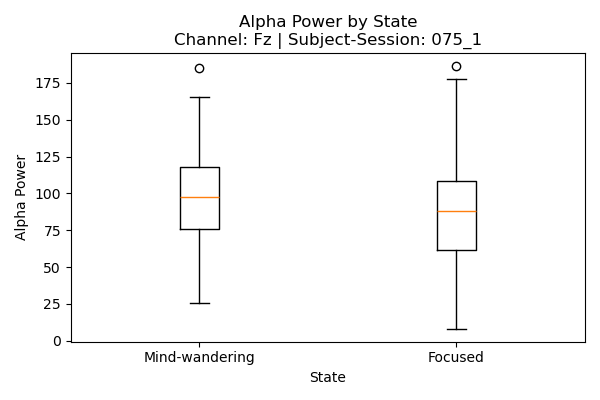 Alpha Power by State
Channel: Fz | Subject-Session: 075_1
Alpha Power
175
150
125
100
75
50
25
0
Mind-wandering
Focused
State